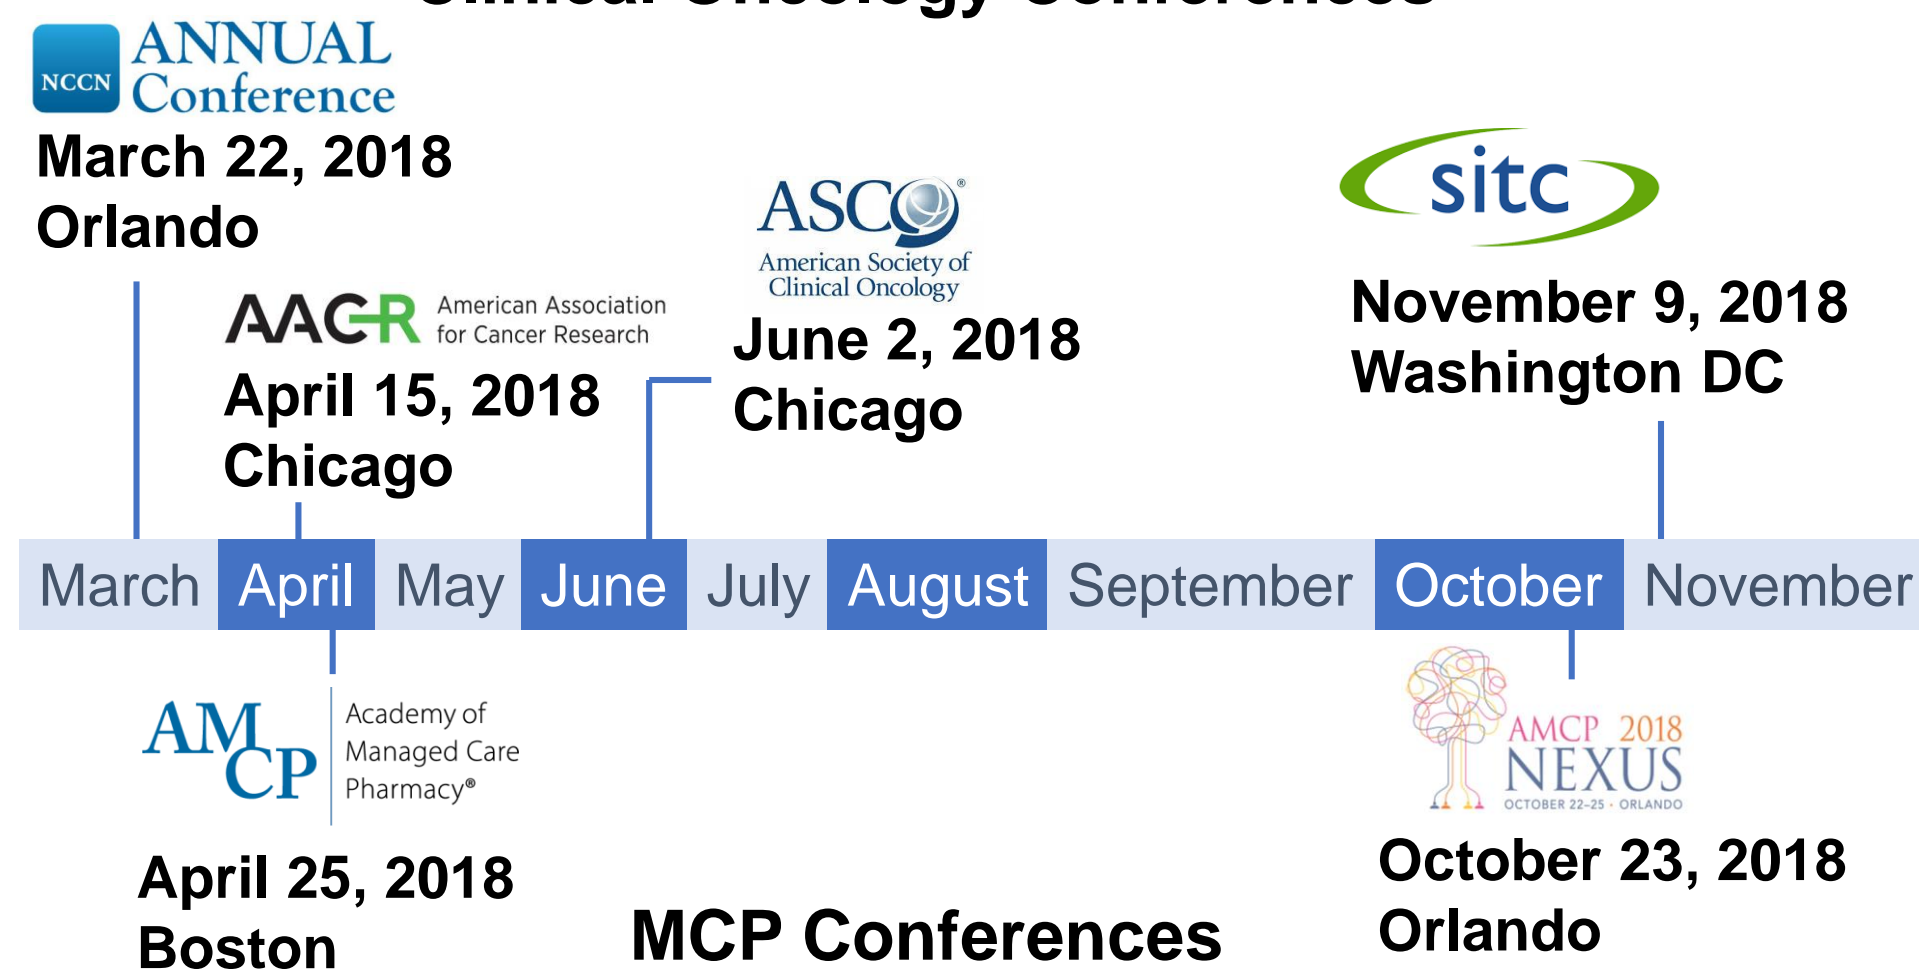 Clinical Oncology Conferences
NCCN
ANNUAL
Conference
March 22, 2018
Orlando
AACR
American Association
for Cancer Research
April 15, 2018
Chicago
ASCO®
American Society of
Clinical Oncology
June 2, 2018
Chicago
sitc
November 9, 2018
Washington DC
March April May June July August September October November
AMCP
Academy of
Managed Care
Pharmacy®
April 25, 2018
Boston
MCP Conferences
AMCP 2018
NEXUS
OCTOBER 22-25 • ORLANDO
October 23, 2018
Orlando